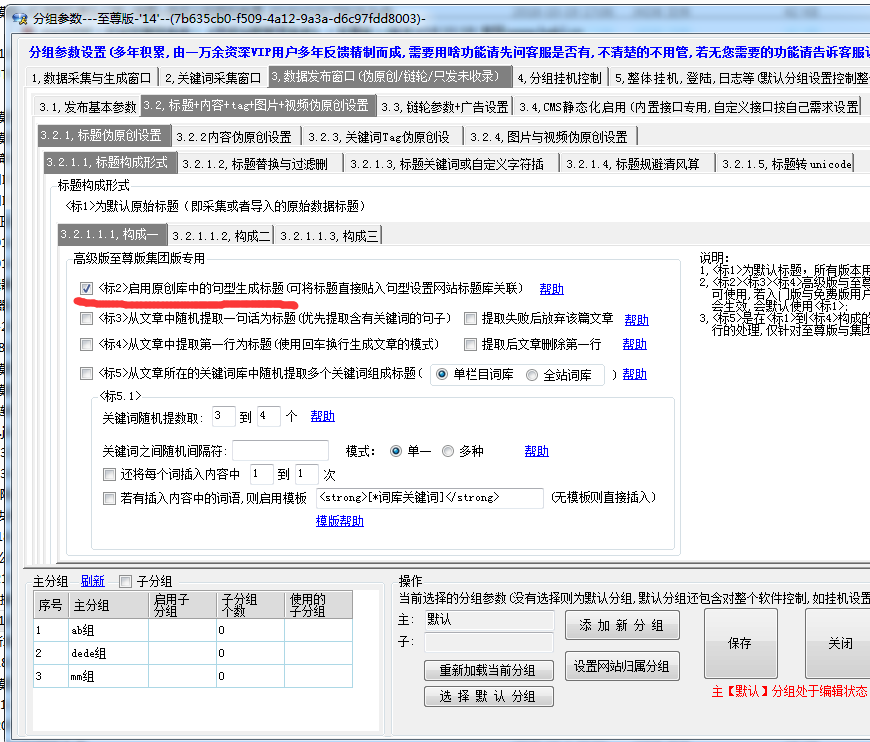 分组参数---至尊版-'14'--(7b635cb0-f509-4a12-9a3a-d6c97fdd8003)-
分组参数设置(多年积累,由一万余资深VIP用户多年反馈精制而成,需要用啥功能请先问客服是否有,不清楚的不用管,若无您需要的功能请告诉客服
1,数据采集与生成窗口 2,关键词采集窗口 3,数据发布窗口(伪原创/链轮/只发未收录) 4,分组挂机控制 5,整体挂机,登陆,日志等(默认分组设置控制整
3.1,发布基本参数 3.2,标题+内容+tag+图片+视频伪原创设置 3.3,链轮参数+广告设置 3.4,CMS静态化启用(内置接口专用,自定义接口按自己需求设置
3.2.1,标题伪原创设置 3.2.2内容伪原创设置 3.2.3,关键词Tag伪原创设 3.2.4,图片与视频伪原创设置
3.2.1.1,标题构成形式 3.2.1.2,标题替换与过滤删 3.2.1.3,标题关键词或自定义字符插 3.2.1.4,标题规避清风算 3.2.1.5,标题转unicode
标题构成形式
<标1>为默认原始标题(即采集或者导入的原始数据标题)
3.2.1.1.1,构成一 3.2.1.1.2,构成二 3.2.1.1.3,构成三
高级版至尊版集团版专用
<标2>启用原创库中的句型生成标题(可将标题直接贴入句型设置网站标题库关联) 帮助
<标3>从文章中随机提取一句话为标题(优先提取含有关键词的句子) 提取失败后放弃该篇文章 帮助
<标4>从文章中提取第一行为标题(使用回车换行生成文章的模式) 提取后文章删除第一行 帮助
<标5>从文章所在的关键词库中随机提取多个关键词组成标题( 单栏目词库 全站词库 ) 帮助
<标5.1>
关键词随机提数取: 3 到 4 个 帮助
关键词之间随机间隔符: 模式: 单一 多种 帮助
还将每个词插入内容中 1 到 1 次
若有插入内容中的词语,则启用模板 <strong>[*词库关键词]</strong> (无模板则直接插入)
模版帮助
说明:
1,<标1>为默认标题,所有版本用
2,<标2><标3><标4>高级版与至尊
可使用,若入门版与免费版用户
会生效,会默认使用<标1>.
3,<标5>是在<标1>到<标4>构成的
行的处理,仅针对至尊版与集团
主分组 刷新 子分组
序号 主分组 启用子分组 子分组个数 使用的子分组
1 ab组 0
2 dede组 0
3 mm组 0
操作
当前选择的分组参数(没有选择则为默认分组,默认分组还包含对整个软件控制,如挂机设置
主: 默认
子:
添加新分组
重新加载当前分组
设置网站归属分组
选择默认分组
保存
关闭
主【默认】分组处于编辑状态